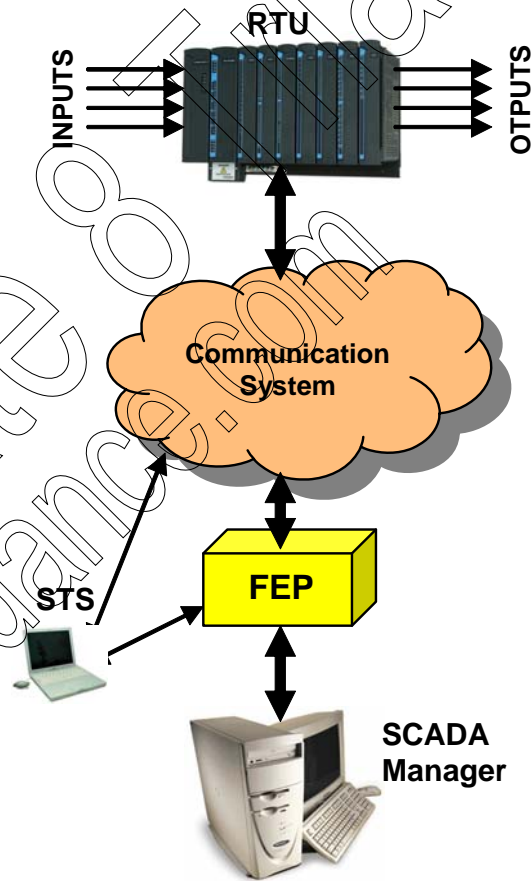 RTU
INPUTS
OTPUTS
Communication
System
FEP
STS
SCADA
Manager